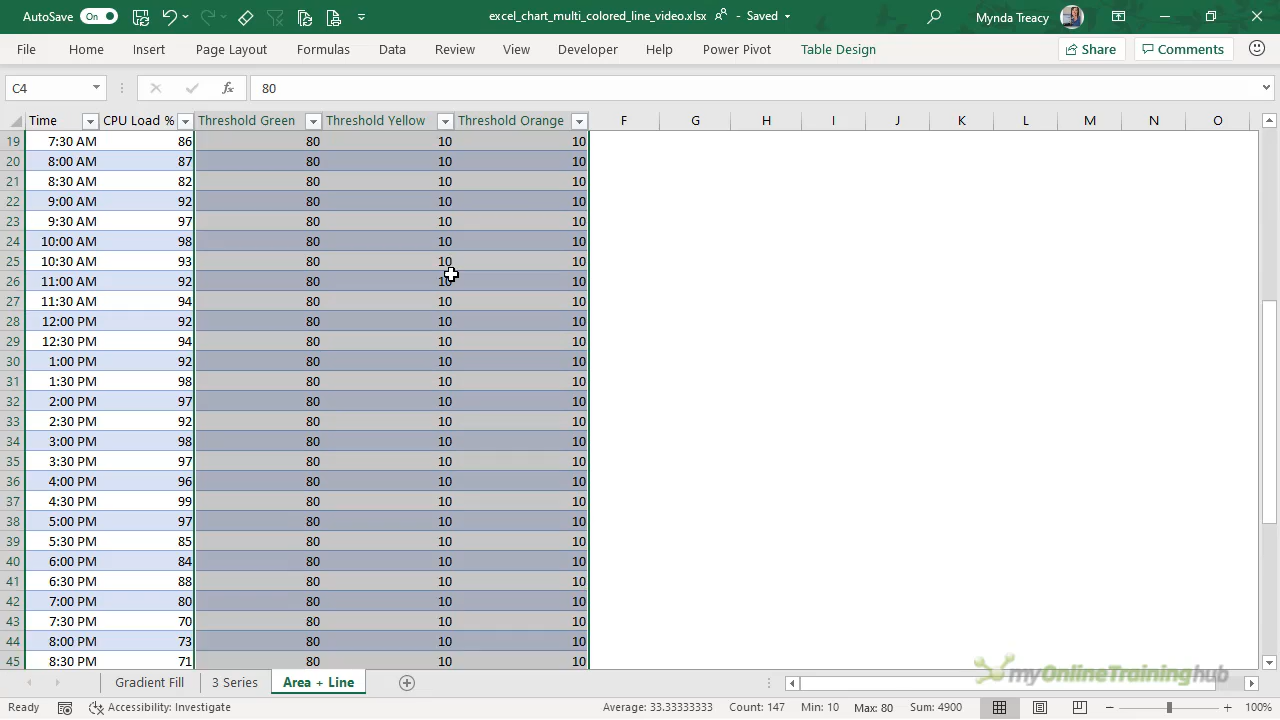 AutoSave On excel_chart_multi_colored_line_video.xlsx - Saved Mynda Treacy
File Home Insert Page Layout Formulas Data Review View Developer Help Power Pivot Table Design Share Comments
C4 fx 80
Time CPU Load % Threshold Green Threshold Yellow Threshold Orange F G H I J K L M N O
19 7:30 AM 86 80 10 10
20 8:00 AM 87 80 10 10
21 8:30 AM 82 80 10 10
22 9:00 AM 92 80 10 10
23 9:30 AM 97 80 10 10
24 10:00 AM 98 80 10 10
25 10:30 AM 93 80 10 10
26 11:00 AM 92 80 10 10
27 11:30 AM 94 80 10 10
28 12:00 PM 92 80 10 10
29 12:30 PM 94 80 10 10
30 1:00 PM 92 80 10 10
31 1:30 PM 98 80 10 10
32 2:00 PM 97 80 10 10
33 2:30 PM 92 80 10 10
34 3:00 PM 98 80 10 10
35 3:30 PM 97 80 10 10
36 4:00 PM 96 80 10 10
37 4:30 PM 99 80 10 10
38 5:00 PM 97 80 10 10
39 5:30 PM 85 80 10 10
40 6:00 PM 84 80 10 10
41 6:30 PM 88 80 10 10
42 7:00 PM 80 80 10 10
43 7:30 PM 70 80 10 10
44 8:00 PM 73 80 10 10
45 8:30 PM 71 80 10 10
myOnlineTraininghub
Gradient Fill 3 Series Area + Line
Ready Accessibility: Investigate Average: 33.33333333 Count: 147 Min: 10 Max: 80 Sum: 4900 100%